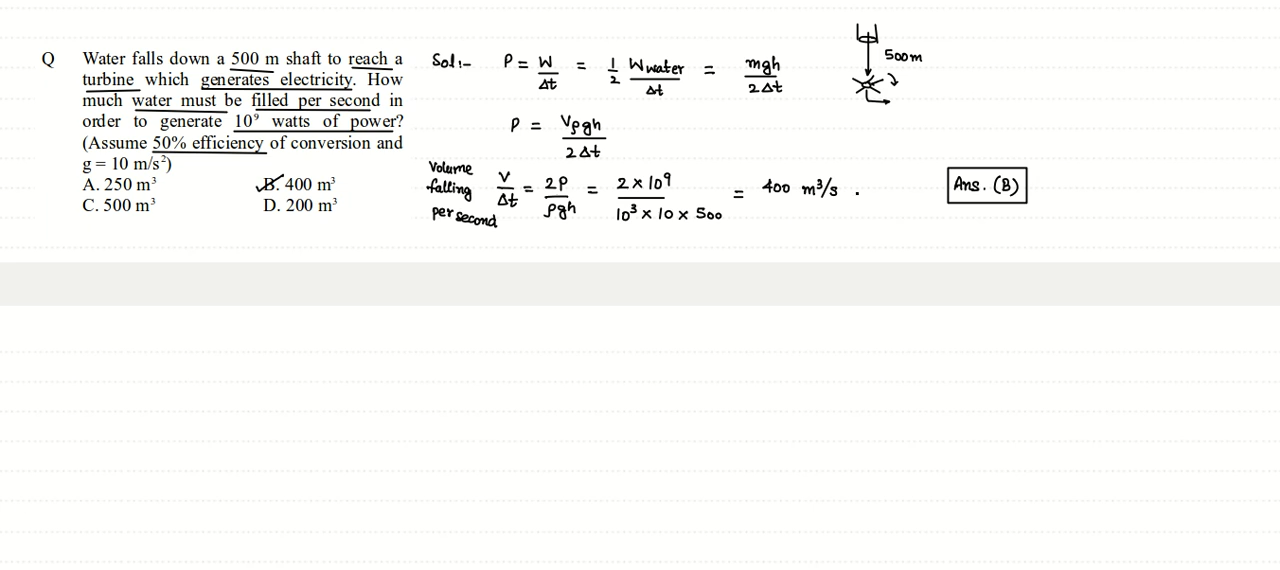 Q Water falls down a 500 m shaft to reach a
turbine which generates electricity. How
much water must be filled per second in
order to generate 10⁹ watts of power?
(Assume 50% efficiency of conversion and
g = 10 m/s²)
A. 250 m³ B. 400 m³
C. 500 m³ D. 200 m³
Sol:- P = W/Δt = 1/2 W water/Δt = mgh/2Δt
P = Vρgh/2Δt
Volume falling per second V/Δt = 2P/ρgh = 2 × 10⁹/10³ × 10 × 500 = 400 m³/s .
500m
Ans. (B)